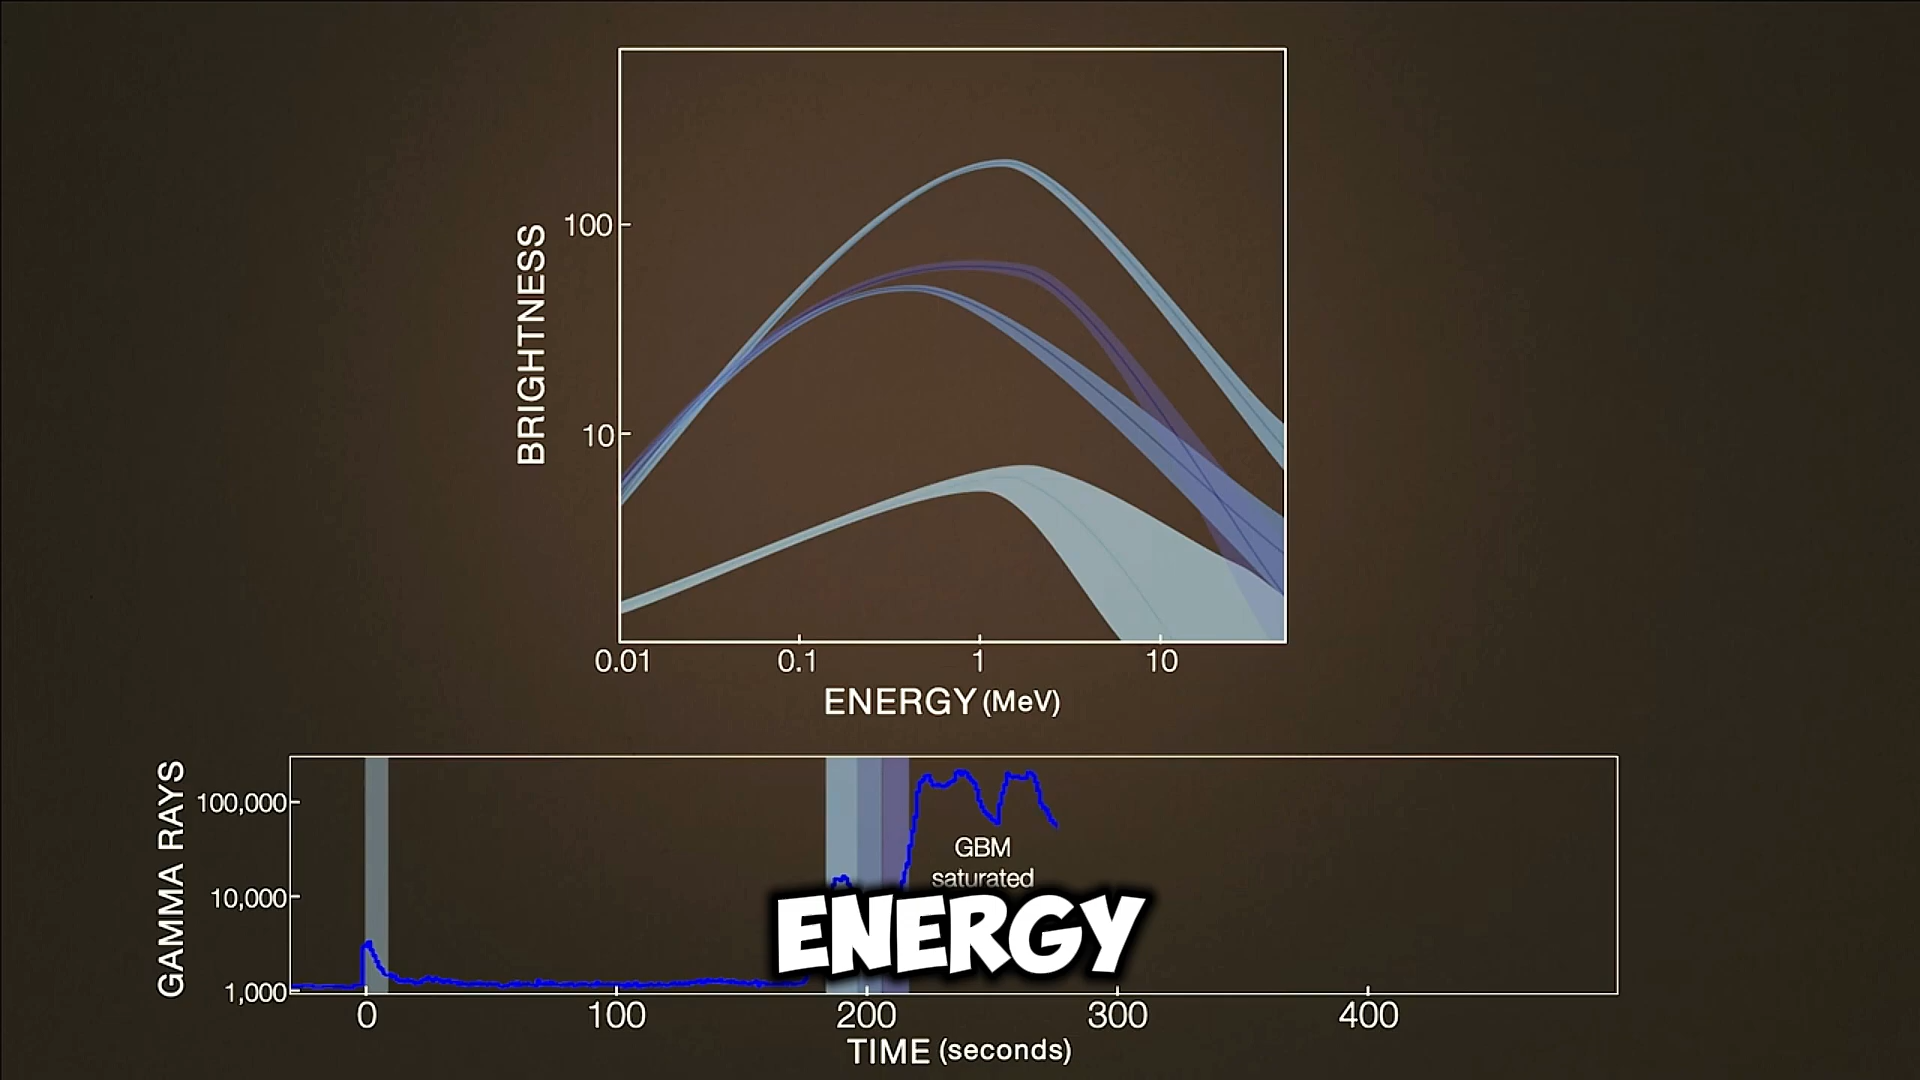 BRIGHTNESS
100
10
0.01 0.1 1 10
ENERGY (MeV)
GAMMA RAYS
100,000
10,000
1,000
GBM
saturated
ENERGY
0 100 200 300 400
TIME (seconds)